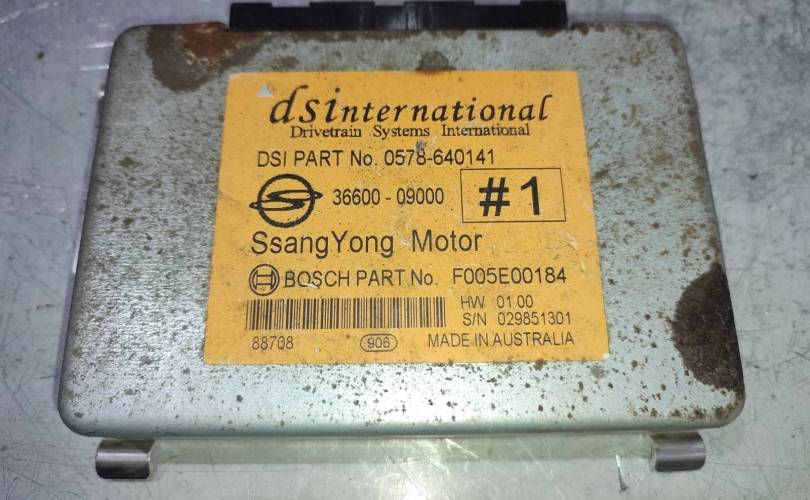 dsinternational
Drivetrain Systems International
DSI PART No. 0578-640141
36600 - 09000 #1
SsangYong Motor
BOSCH PART No. F005E00184
HW 01.00
S/N 029851301
88708 906 MADE IN AUSTRALIA